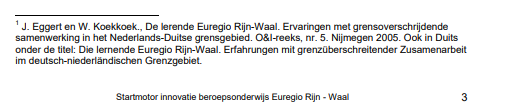 1 J. Eggert en W. Koekkoek., De lerende Euregio Rijn-Waal. Ervaringen met grensoverschrijdende
samenwerking in het Nederlands-Duitse grensgebied. O&I-reeks, nr. 5. Nijmegen 2005. Ook in Duits
onder de titel: Die lernende Euregio Rijn-Waal. Erfahrungen mit grenzüberschreitender Zusamenarbeit
im deutsch-niederländischen Grenzgebiet.
Startmotor innovatie beroepsonderwijs Euregio Rijn - Waal 3